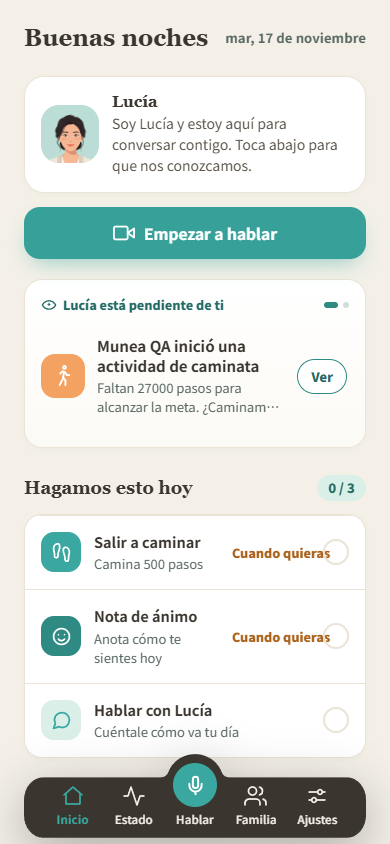 Buenas noches
mar, 17 de noviembre
Lucía
Soy Lucía y estoy aquí para
conversar contigo. Toca abajo para
que nos conozcamos.
Empezar a hablar
Lucía está pendiente de ti
Munea QA inició una
actividad de caminata
Faltan 27000 pasos para
alcanzar la meta. ¿Caminam…
Ver
Hagamos esto hoy
0 / 3
Salir a caminar
Camina 500 pasos
Cuando quieras
Nota de ánimo
Anota cómo te
sientes hoy
Cuando quieras
Hablar con Lucía
Cuéntale cómo va tu día
Inicio
Estado
Hablar
Familia
Ajustes